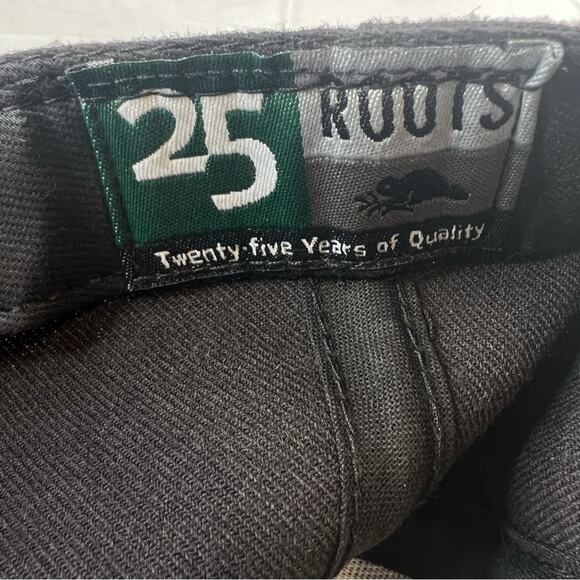 25 ROOTS
Twenty-five Years of Quality